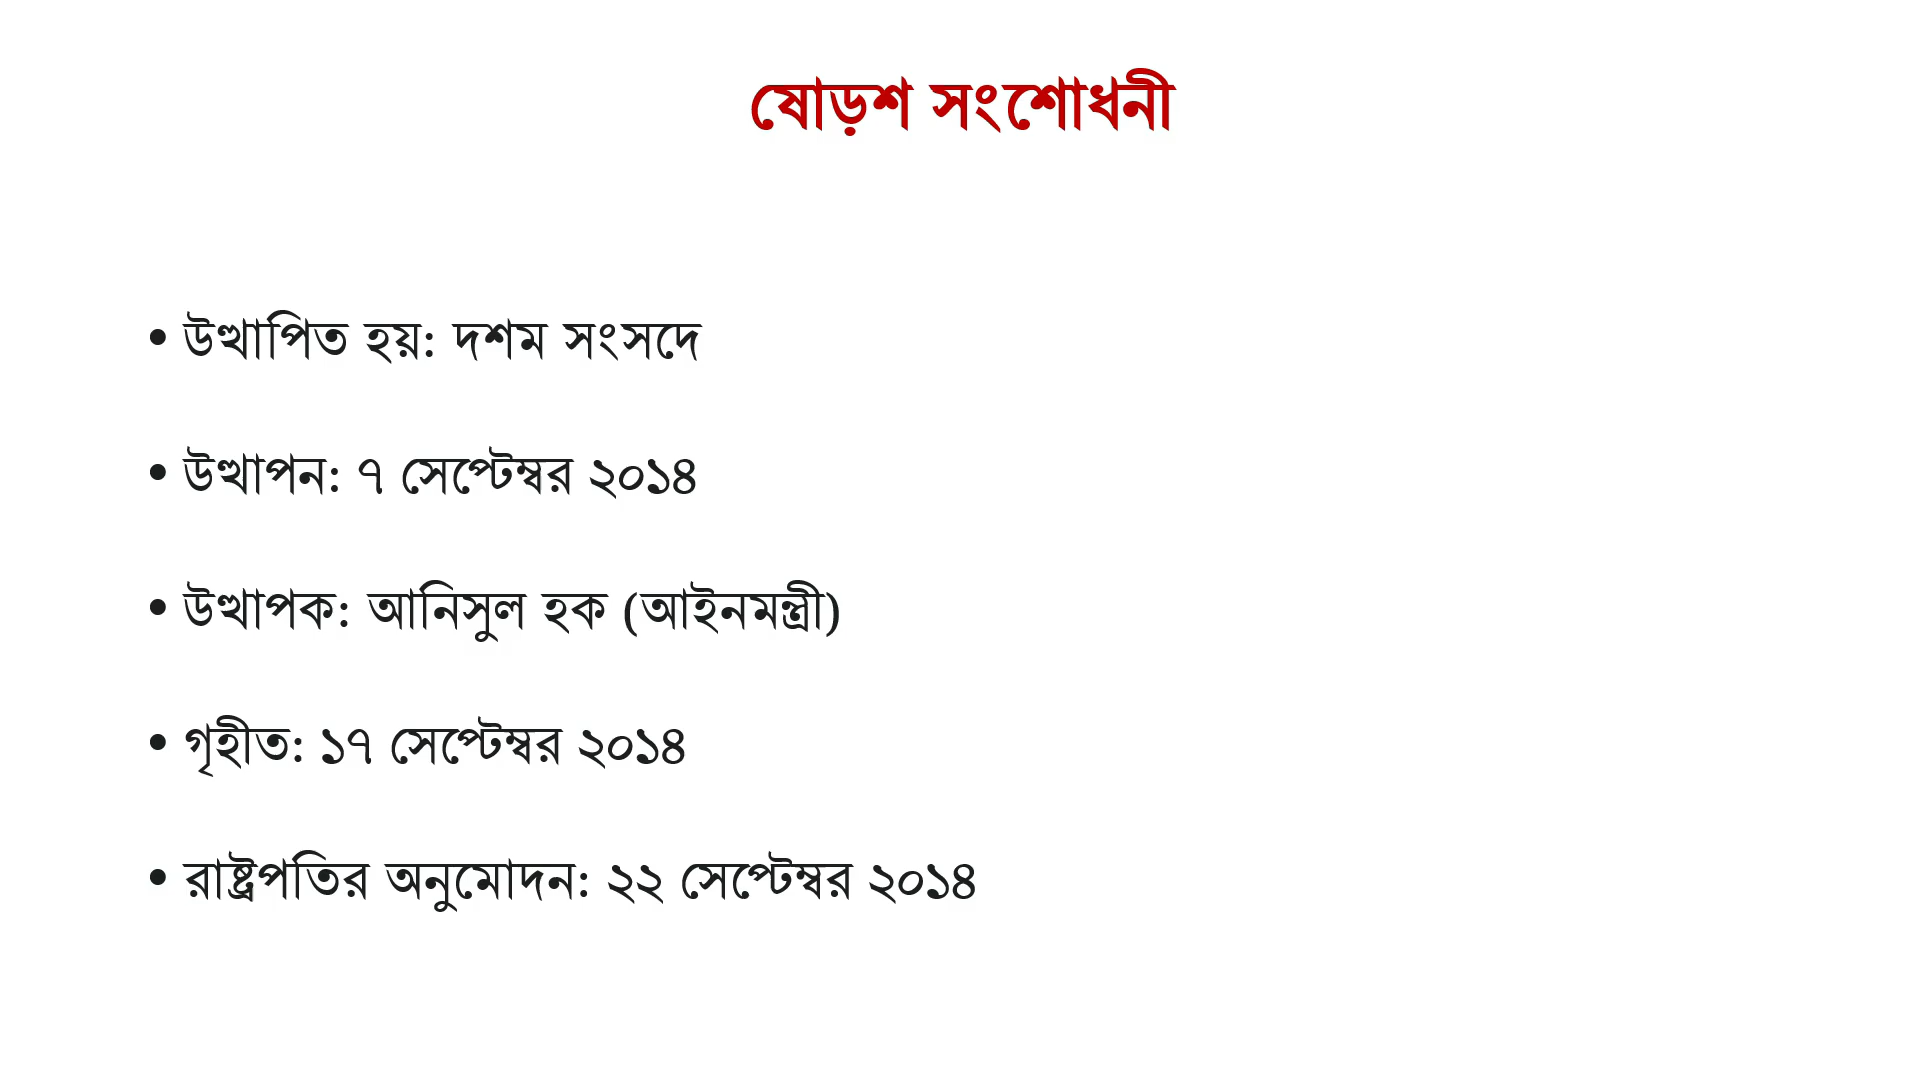 ষোড়শ সংশোধনী
• উত্থাপিত হয়: দশম সংসদে
• উত্থাপন: ৭ সেপ্টেম্বর ২০১৪
• উত্থাপক: আনিসুল হক (আইনমন্ত্রী)
• গৃহীত: ১৭ সেপ্টেম্বর ২০১৪
• রাষ্ট্রপতির অনুমোদন: ২২ সেপ্টেম্বর ২০১৪